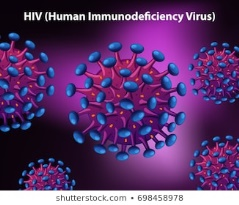 HIV (Human Immunodeficiency Virus)
shutterstock.com • 698458978